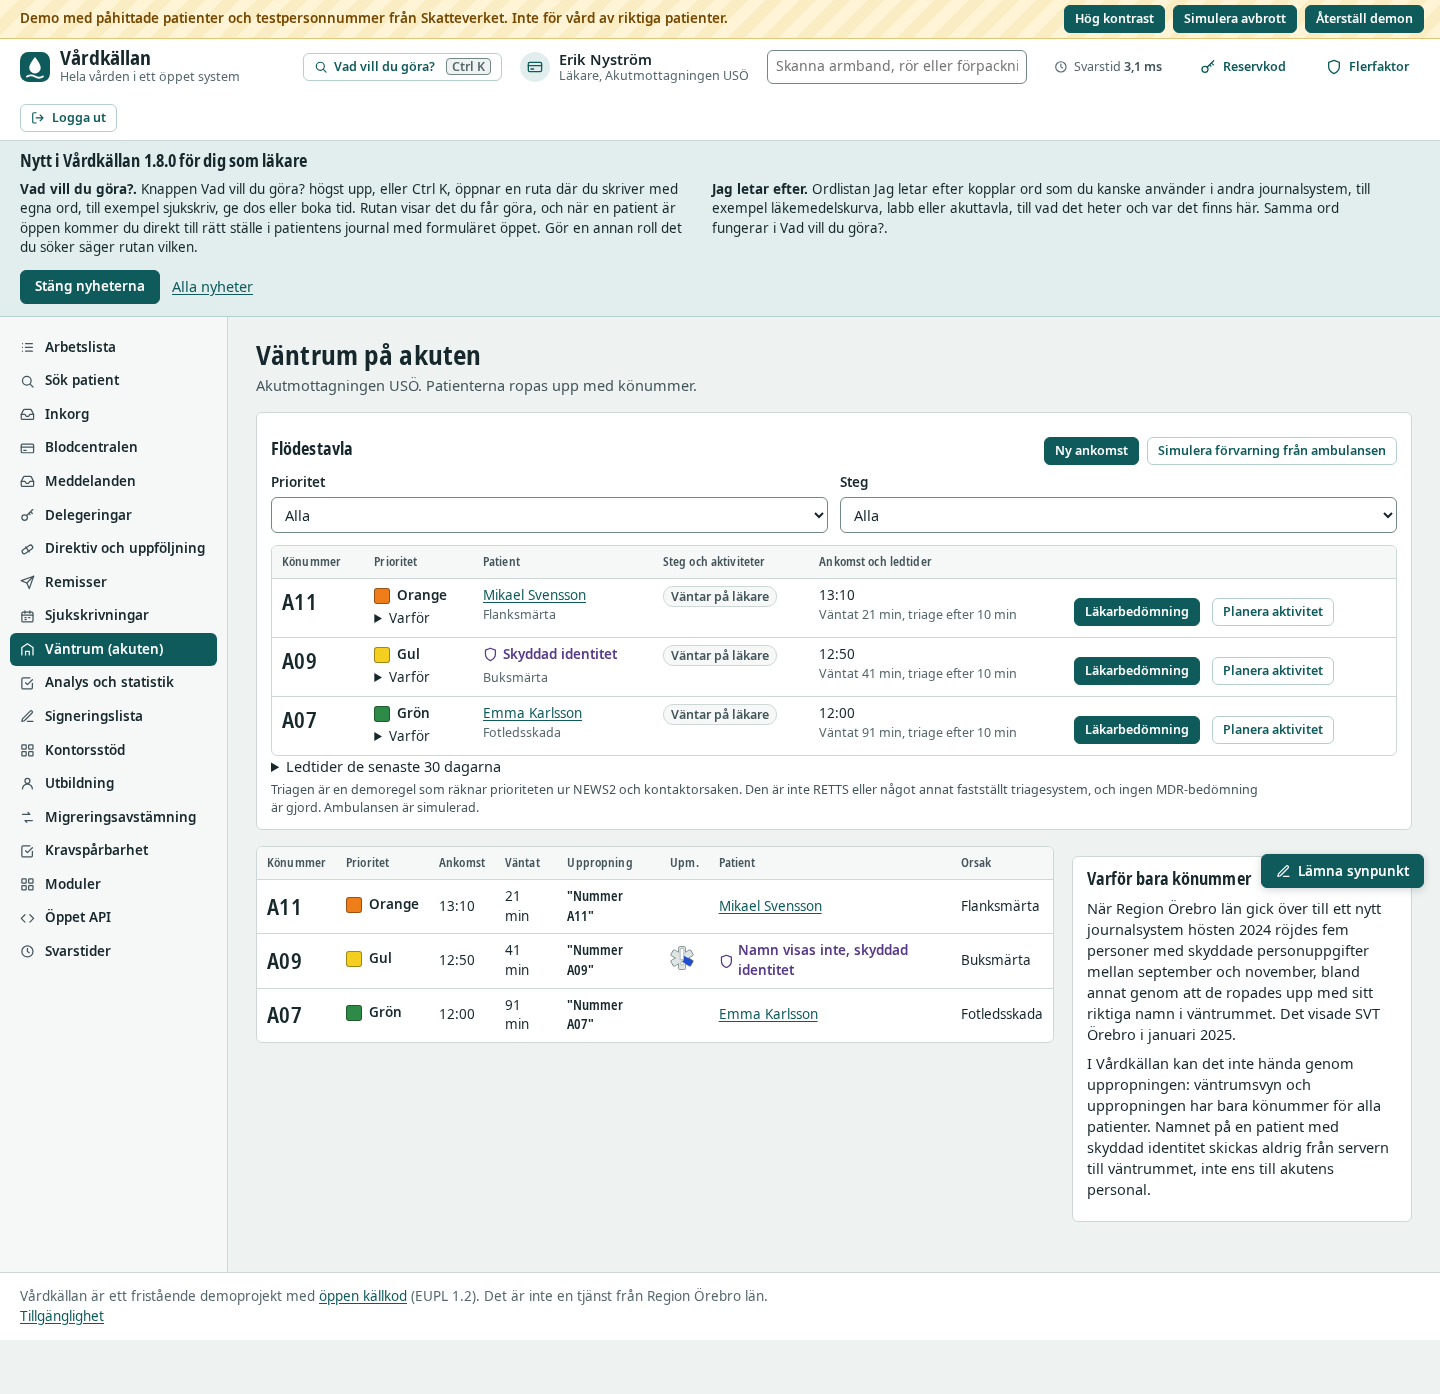 Demo med påhittade patienter och testpersonnummer från Skatteverket. Inte för vård av riktiga patienter.
Hög kontrast
Simulera avbrott
Återställ demon
Vårdkällan
Hela vården i ett öppet system
Vad vill du göra? Ctrl K
Erik Nyström
Läkare, Akutmottagningen USÖ
Skanna armband, rör eller förpackni
Svarstid 3,1 ms
Reservkod
Flerfaktor
Logga ut
Nytt i Vårdkällan 1.8.0 för dig som läkare
Vad vill du göra?. Knappen Vad vill du göra? högst upp, eller Ctrl K, öppnar en ruta där du skriver med
egna ord, till exempel sjukskriv, ge dos eller boka tid. Rutan visar det du får göra, och när en patient är
öppen kommer du direkt till rätt ställe i patientens journal med formuläret öppet. Gör en annan roll det
du söker säger rutan vilken.
Jag letar efter. Ordlistan Jag letar efter kopplar ord som du kanske använder i andra journalsystem, till
exempel läkemedelskurva, labb eller akuttavla, till vad det heter och var det finns här. Samma ord
fungerar i Vad vill du göra?.
Stäng nyheterna
Alla nyheter
Arbetslista
Sök patient
Inkorg
Blodcentralen
Meddelanden
Delegeringar
Direktiv och uppföljning
Remisser
Sjukskrivningar
Väntrum (akuten)
Analys och statistik
Signeringslista
Kontorsstöd
Utbildning
Migreringsavstämning
Kravspårbarhet
Moduler
Öppet API
Svarstider
Väntrum på akuten
Akutmottagningen USÖ. Patienterna ropas upp med könummer.
Flödestavla
Ny ankomst
Simulera förvarning från ambulansen
Prioritet
Alla
Steg
Alla
Könummer Prioritet Patient Steg och aktiviteter Ankomst och ledtider
A11 Orange Mikael Svensson Väntar på läkare 13:10 Läkarbedömning Planera aktivitet
Varför Flanksmärta Väntat 21 min, triage efter 10 min
A09 Gul Skyddad identitet Väntar på läkare 12:50 Läkarbedömning Planera aktivitet
Varför Buksmärta Väntat 41 min, triage efter 10 min
A07 Grön Emma Karlsson Väntar på läkare 12:00 Läkarbedömning Planera aktivitet
Varför Fotledsskada Väntat 91 min, triage efter 10 min
Ledtider de senaste 30 dagarna
Triagen är en demoregel som räknar prioriteten ur NEWS2 och kontaktorsaken. Den är inte RETTS eller något annat fastställt triagesystem, och ingen MDR-bedömning
är gjord. Ambulansen är simulerad.
Könummer Prioritet Ankomst Väntat Uppropning Upm. Patient Orsak
A11 Orange 13:10 21 min "Nummer A11" Mikael Svensson Flanksmärta
A09 Gul 12:50 41 min "Nummer A09" Namn visas inte, skyddad identitet Buksmärta
A07 Grön 12:00 91 min "Nummer A07" Emma Karlsson Fotledsskada
Lämna synpunkt
Varför bara könummer
När Region Örebro län gick över till ett nytt
journalsystem hösten 2024 röjdes fem
personer med skyddade personuppgifter
mellan september och november, bland
annat genom att de ropades upp med sitt
riktiga namn i väntrummet. Det visade SVT
Örebro i januari 2025.
I Vårdkällan kan det inte hända genom
uppropningen: väntrumsvyn och
uppropningen har bara könummer för alla
patienter. Namnet på en patient med
skyddad identitet skickas aldrig från servern
till väntrummet, inte ens till akutens
personal.
Vårdkällan är ett fristående demoprojekt med öppen källkod (EUPL 1.2). Det är inte en tjänst från Region Örebro län.
Tillgänglighet